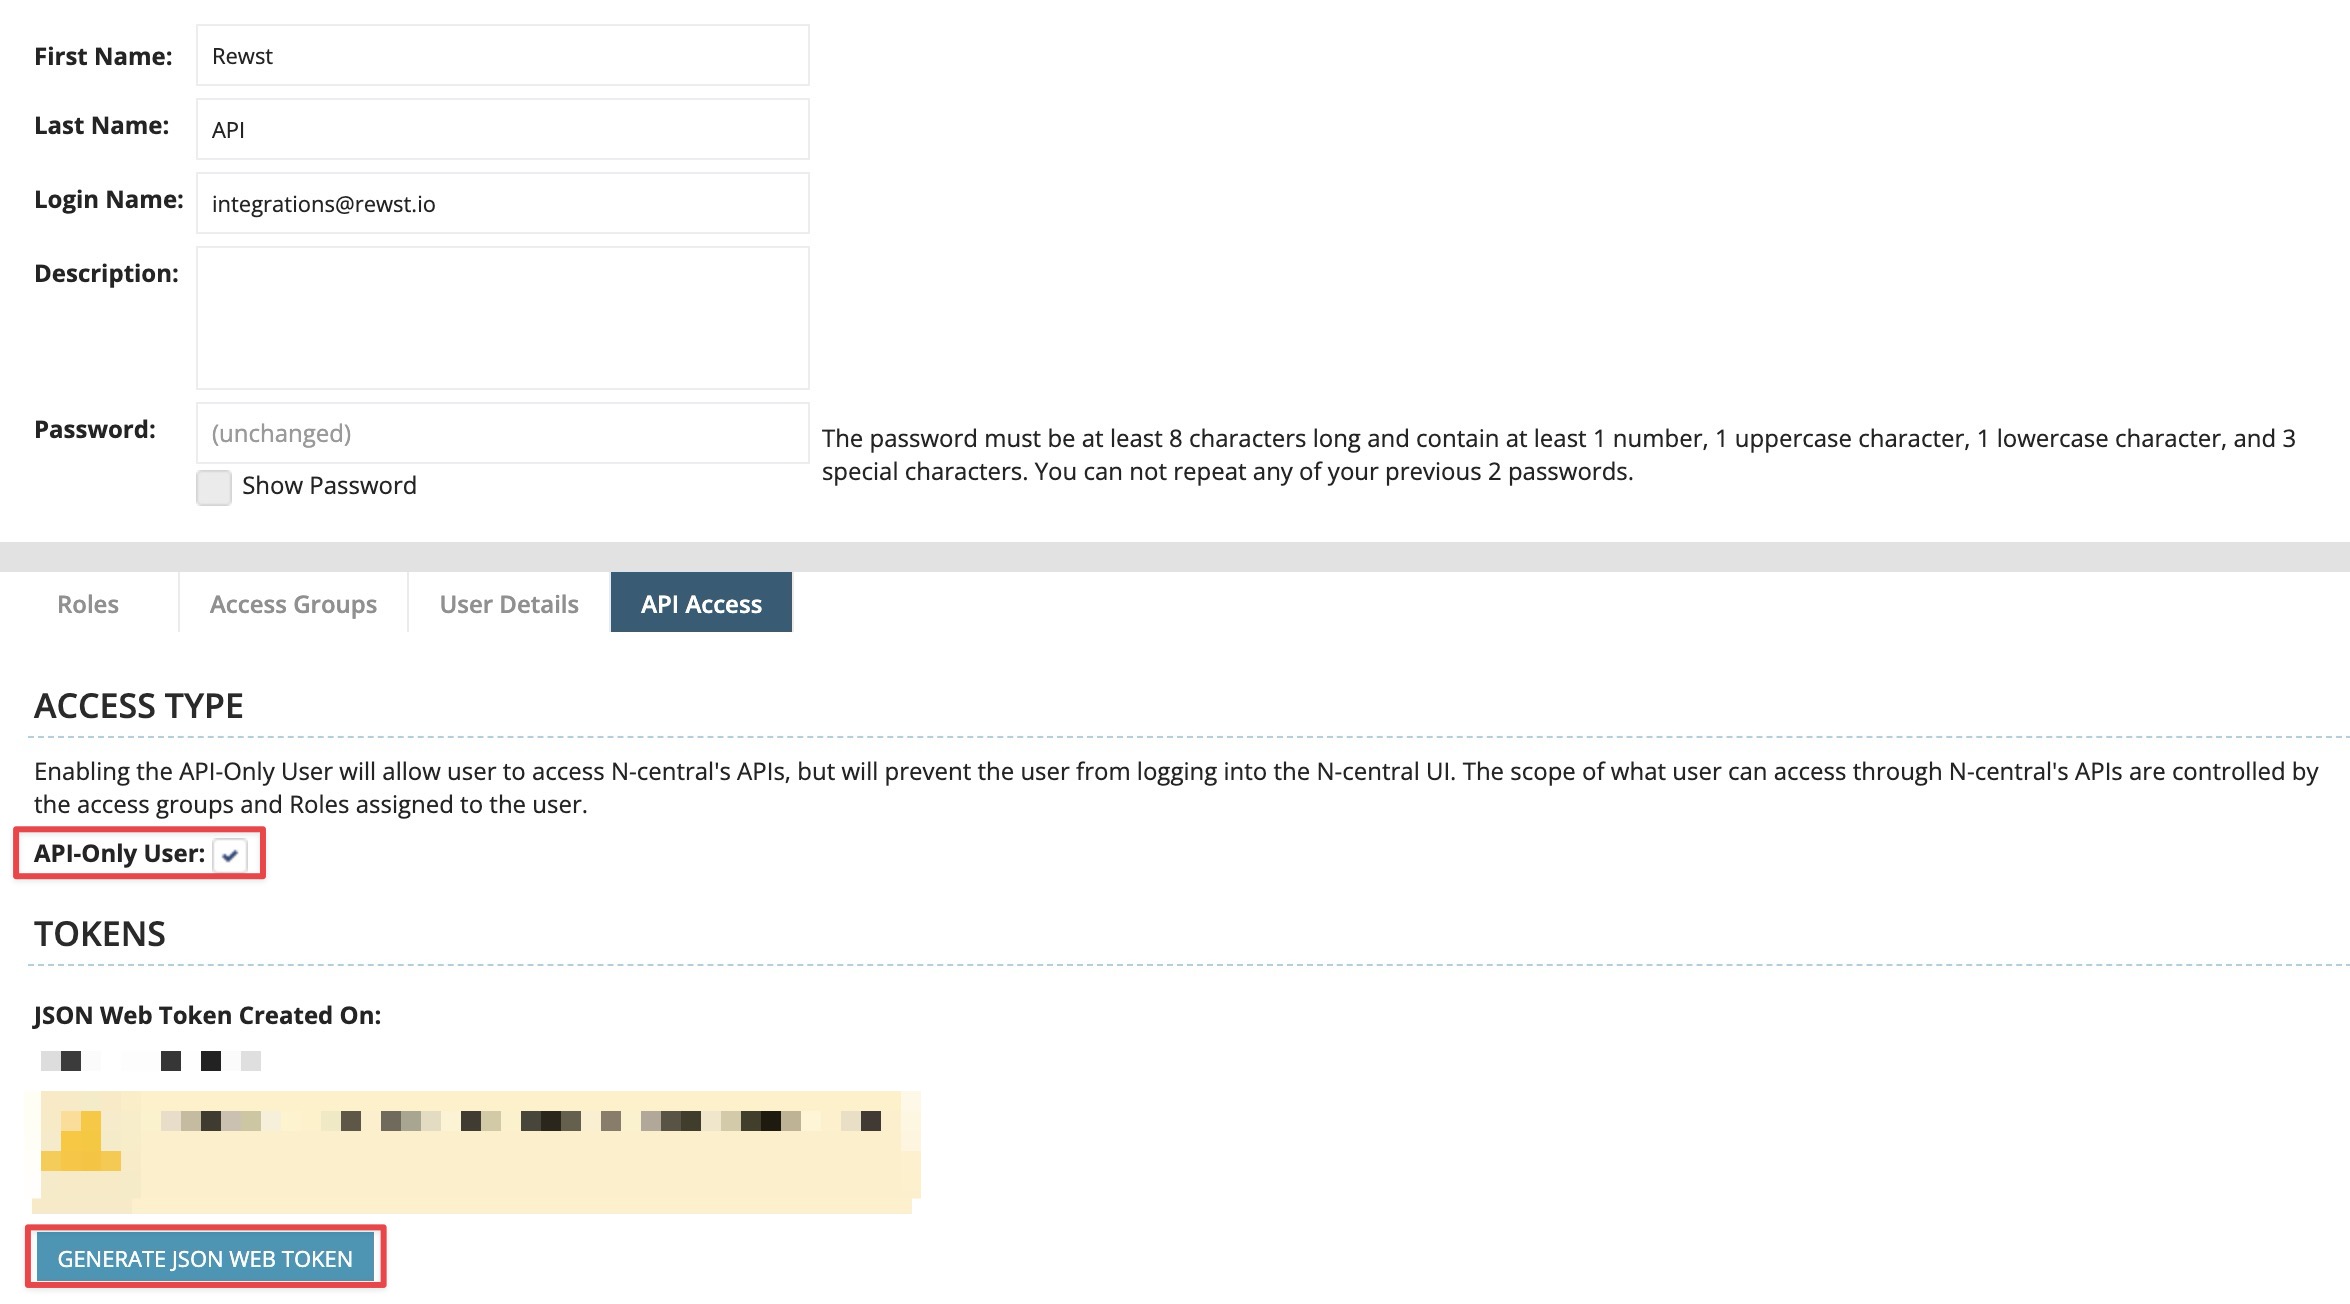 First Name: Rewst
Last Name: API
Login Name: integrations@rewst.io
Description:
Password: (unchanged)
The password must be at least 8 characters long and contain at least 1 number, 1 uppercase character, 1 lowercase character, and 3
special characters. You can not repeat any of your previous 2 passwords.
Show Password
Roles Access Groups User Details API Access
ACCESS TYPE
Enabling the API-Only User will allow user to access N-central's APIs, but will prevent the user from logging into the N-central UI. The scope of what user can access through N-central's APIs are controlled by
the access groups and Roles assigned to the user.
API-Only User:
TOKENS
JSON Web Token Created On:
GENERATE JSON WEB TOKEN